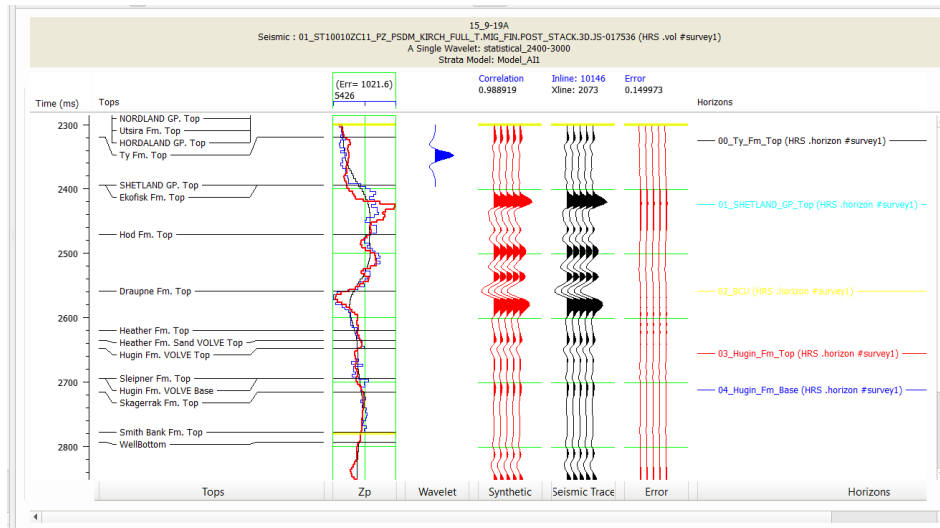 15_9-19A
Seismic : 01_ST10010ZC11_PZ_PSDM_KIRCH_FULL_T.MIG_FIN.POST_STACK.3D.JS-017536 (HRS .vol #survey1)
A Single Wavelet: statistical_2400-3000
Strata Model: Model_AI1
(Err= 1021.6)
5426
Correlation
0.988919
Inline: 10146
Xline: 2073
Error
0.149973
Time (ms)
Tops
Horizons
2300
2400
2500
2600
2700
2800
NORDLAND GP. Top
Utsira Fm. Top
HORDALAND GP. Top
Ty Fm. Top
SHETLAND GP. Top
Ekofisk Fm. Top
Hod Fm. Top
Draupne Fm. Top
Heather Fm. Top
Heather Fm. Sand VOLVE Top
Hugin Fm. VOLVE Top
Sleipner Fm. Top
Hugin Fm. VOLVE Base
Skagerrak Fm. Top
Smith Bank Fm. Top
WellBottom
00_Ty_Fm_Top (HRS .horizon #survey1)
01_SHETLAND_GP_Top (HRS .horizon #survey1)
02_BCU (HRS .horizon #survey1)
03_Hugin_Fm_Top (HRS .horizon #survey1)
04_Hugin_Fm_Base (HRS .horizon #survey1)
Tops
Zp
Wavelet
Synthetic
Seismic Trace
Error
Horizons